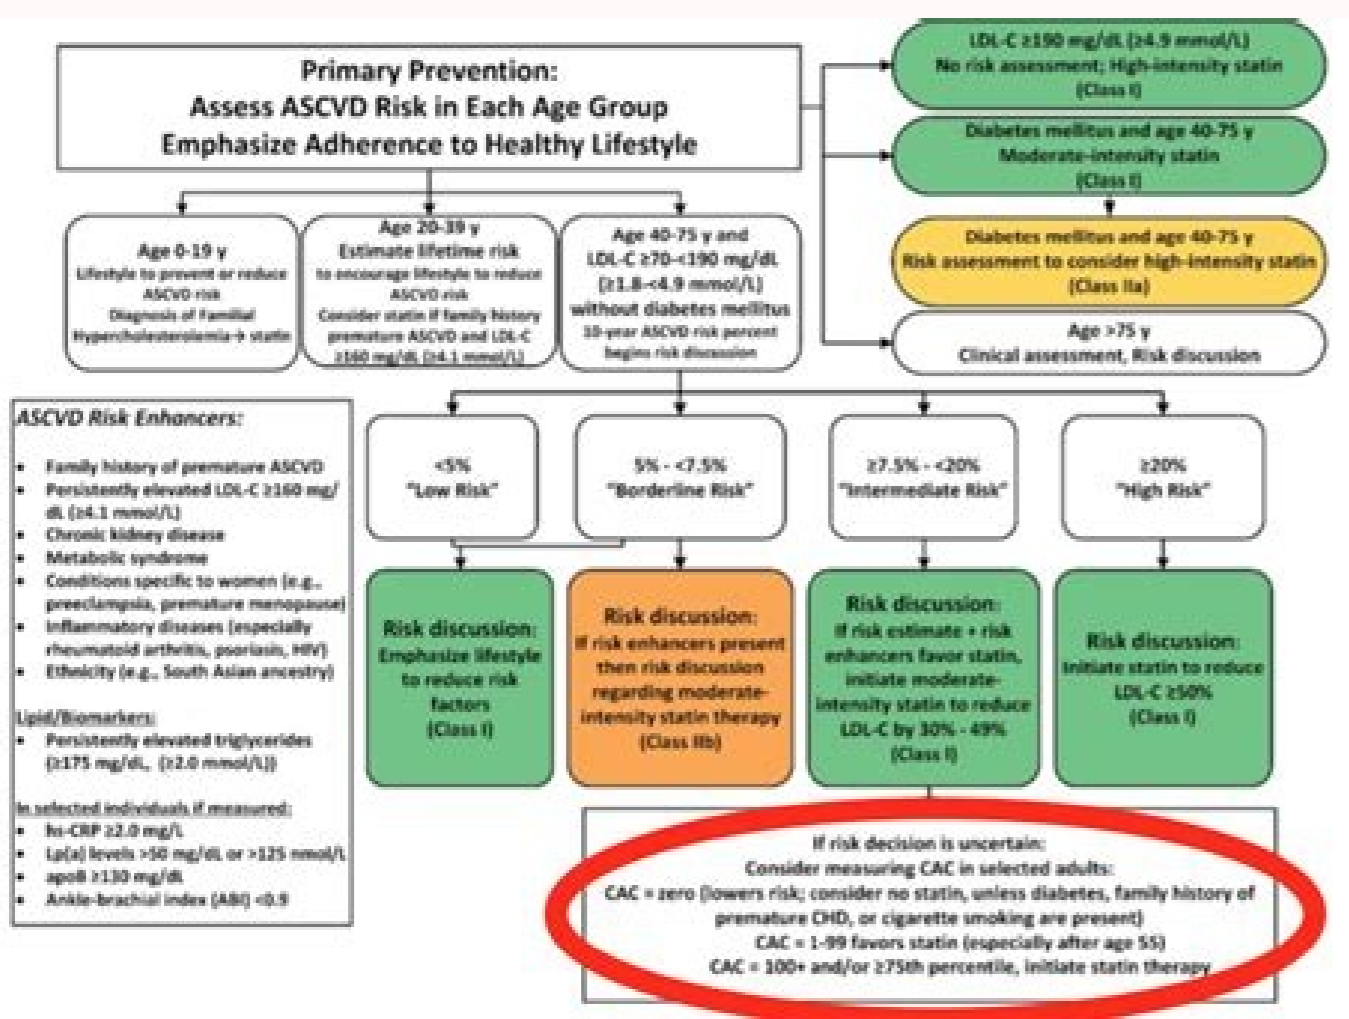 Primary Prevention:
Assess ASCVD Risk in Each Age Group
Emphasize Adherence to Healthy Lifestyle
LDL-C ≥190 mg/dL (≥4.9 mmol/L)
No risk assessment; High-intensity statin
(Class I)
Diabetes mellitus and age 40-75 y
Moderate-intensity statin
(Class I)
Diabetes mellitus and age 40-75 y
Risk assessment to consider high-intensity statin
(Class IIa)
Age >75 y
Clinical assessment, Risk discussion
Age 0-19 y
Lifestyle to prevent or reduce
ASCVD risk
Diagnosis of Familial
Hypercholesterolemia→ statin
Age 20-39 y
Estimate lifetime risk
to encourage lifestyle to reduce
ASCVD risk
Consider statin if family history
premature ASCVD and LDL-C
≥160 mg/dL (≥4.1 mmol/L)
Age 40-75 y and
LDL-C ≥70-<190 mg/dL
(≥1.8-<4.9 mmol/L)
without diabetes mellitus
10-year ASCVD risk percent
begins risk discussion
ASCVD Risk Enhancers:
• Family history of premature ASCVD
• Persistently elevated LDL-C ≥160 mg/
dL (≥4.1 mmol/L)
• Chronic kidney disease
• Metabolic syndrome
• Conditions specific to women (e.g.,
preeclampsia, premature menopause)
• Inflammatory diseases (especially
rheumatoid arthritis, psoriasis, HIV)
• Ethnicity (e.g., South Asian ancestry)
Lipid/Biomarkers:
• Persistently elevated triglycerides
(≥175 mg/dL, (≥2.0 mmol/L))
In selected individuals if measured:
• hs-CRP ≥2.0 mg/L
• Lp(a) levels >50 mg/dL or >125 nmol/L
• apoB ≥130 mg/dL
• Ankle-brachial index (ABI) <0.9
<5%
"Low Risk"
5% - <7.5%
"Borderline Risk"
≥7.5% - <20%
"Intermediate Risk"
≥20%
"High Risk"
Risk discussion:
Emphasize lifestyle
to reduce risk
factors
(Class I)
Risk discussion:
If risk enhancers present
then risk discussion
regarding moderate-
intensity statin therapy
(Class IIb)
Risk discussion:
If risk estimate + risk
enhancers favor statin,
initiate moderate-
intensity statin to reduce
LDL-C by 30% - 49%
(Class I)
Risk discussion:
Initiate statin to reduce
LDL-C ≥50%
(Class I)
If risk decision is uncertain:
Consider measuring CAC in selected adults:
CAC = zero (lowers risk; consider no statin, unless diabetes, family history of
premature CHD, or cigarette smoking are present)
CAC = 1-99 favors statin (especially after age 55)
CAC = 100+ and/or ≥75th percentile, initiate statin therapy